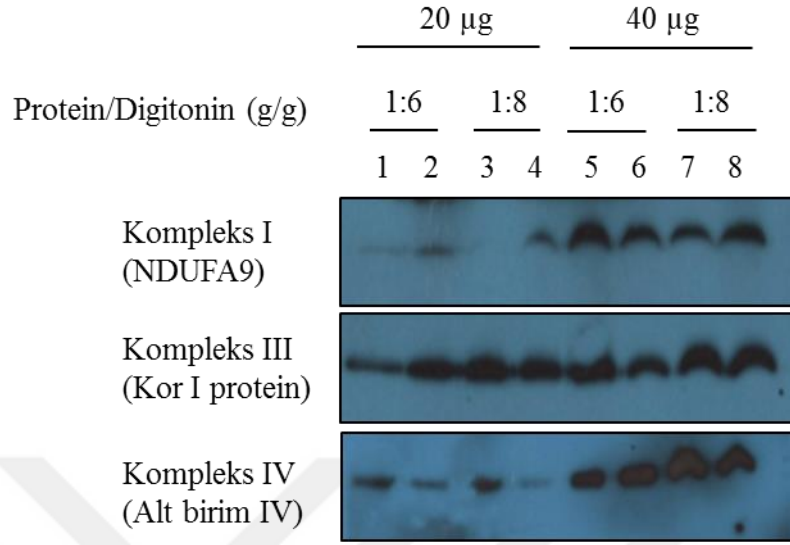 20 µg 40 µg
Protein/Digitonin (g/g) 1:6 1:8 1:6 1:8
1 2 3 4 5 6 7 8
Kompleks I
(NDUFA9)
Kompleks III
(Kor I protein)
Kompleks IV
(Alt birim IV)